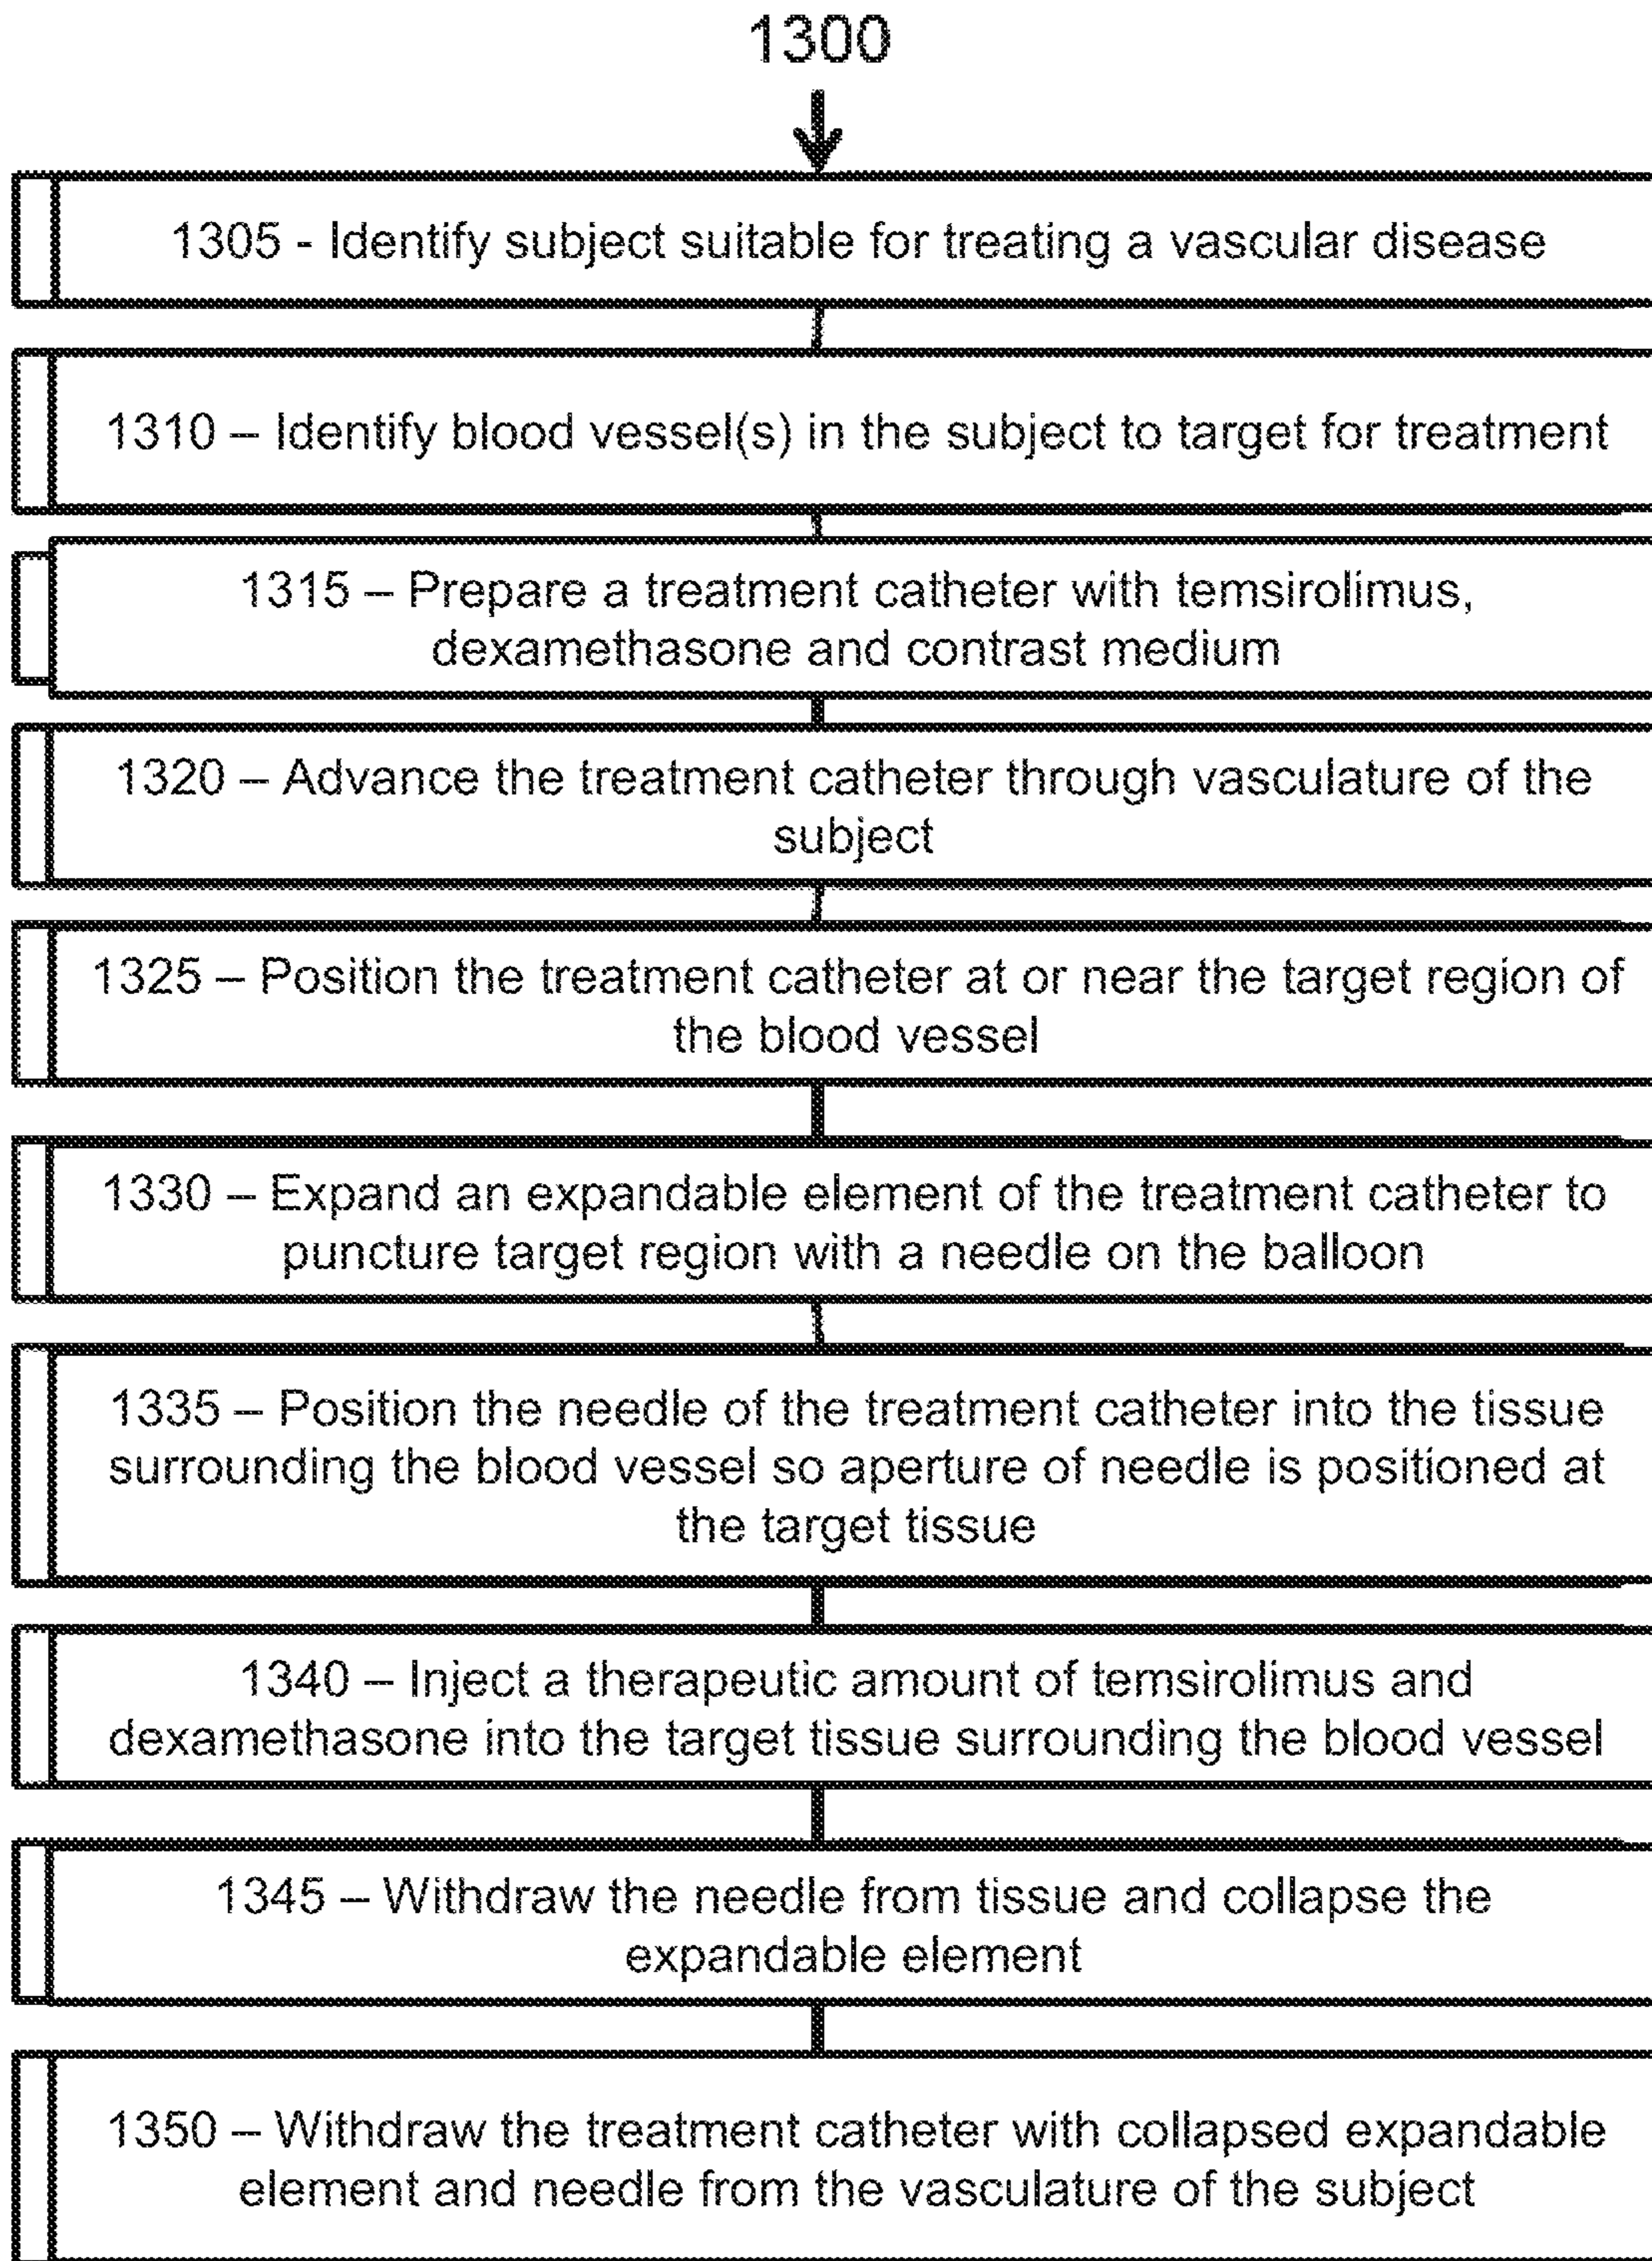 1300
1305 - Identify subject suitable for treating a vascular disease
1310 – Identify blood vessel(s) in the subject to target for treatment
1315 – Prepare a treatment catheter with temsirolimus,
dexamethasone and contrast medium
1320 – Advance the treatment catheter through vasculature of the
subject
1325 – Position the treatment catheter at or near the target region of
the blood vessel
1330 – Expand an expandable element of the treatment catheter to
puncture target region with a needle on the balloon
1335 – Position the needle of the treatment catheter into the tissue
surrounding the blood vessel so aperture of needle is positioned at
the target tissue
1340 – Inject a therapeutic amount of temsirolimus and
dexamethasone into the target tissue surrounding the blood vessel
1345 – Withdraw the needle from tissue and collapse the
expandable element
1350 – Withdraw the treatment catheter with collapsed expandable
element and needle from the vasculature of the subject